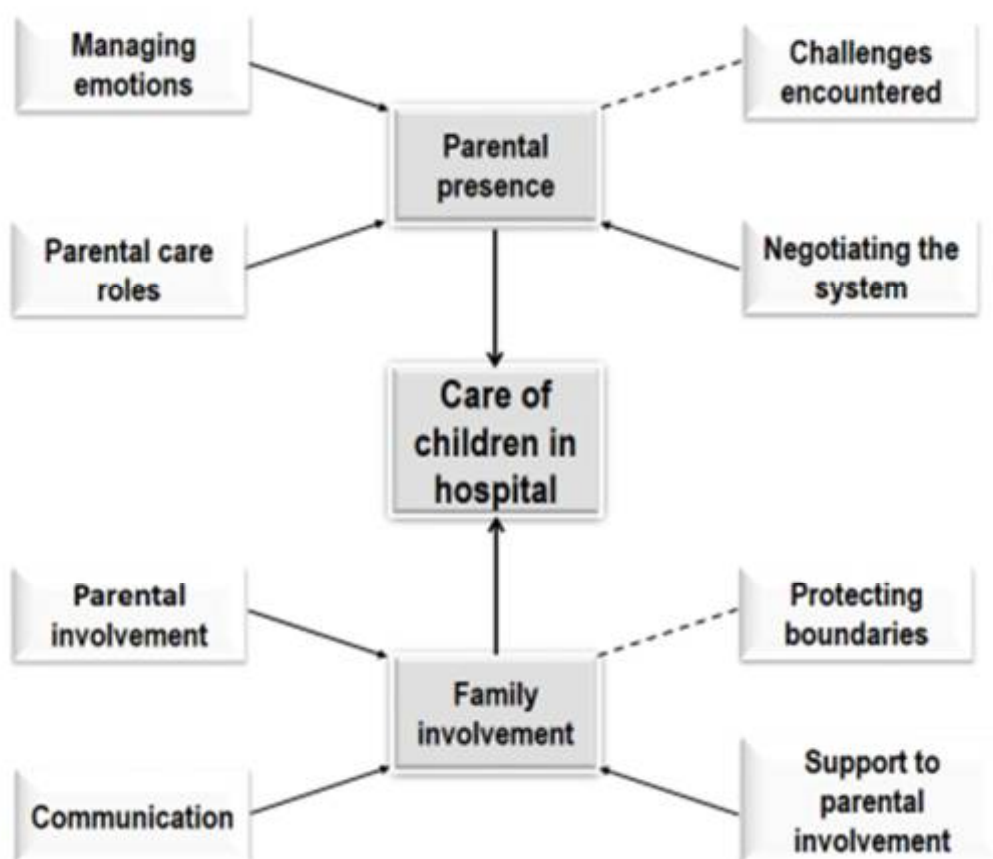 Managing
emotions
Challenges
encountered
Parental
presence
Parental care
roles
Negotiating the
system
Care of
children in
hospital
Parental
involvement
Protecting
boundaries
Family
involvement
Communication
Support to
parental
involvement